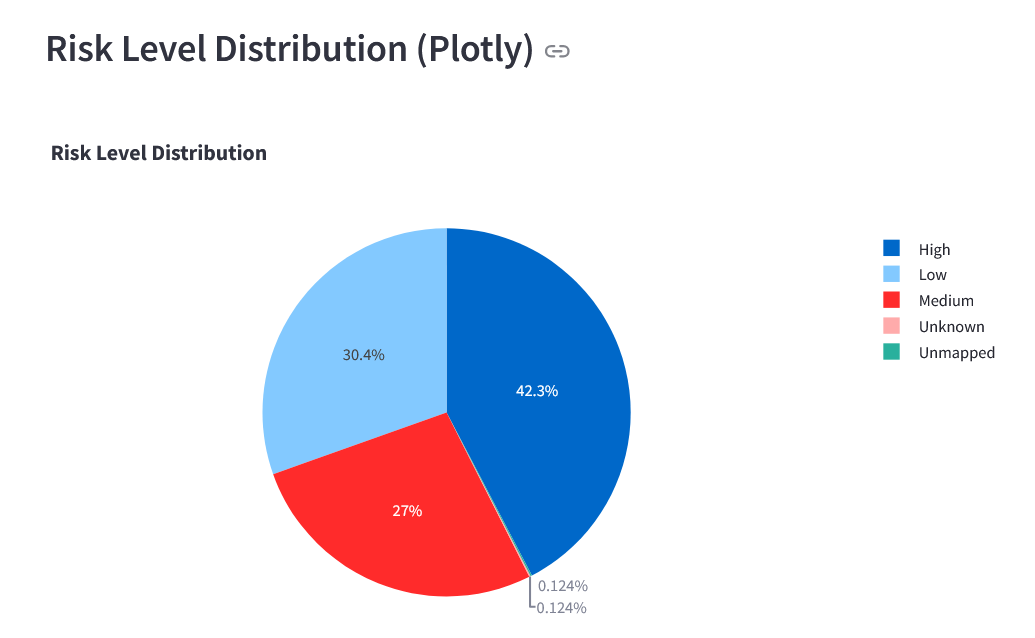 Risk Level Distribution (Plotly)
Risk Level Distribution
High
Low
Medium
Unknown
Unmapped
30.4%
42.3%
27%
0.124%
0.124%